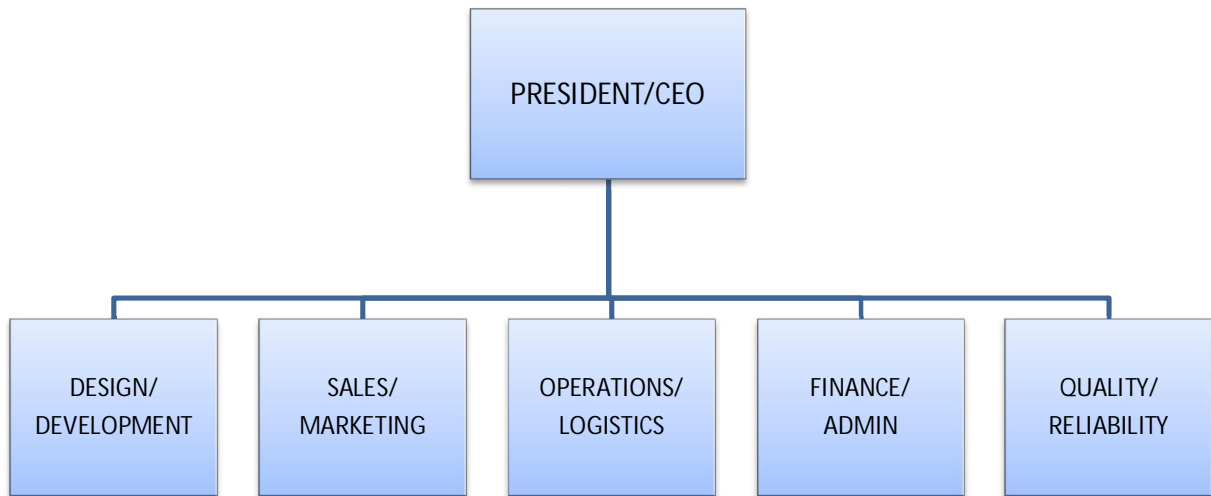 PRESIDENT/CEO
DESIGN/
DEVELOPMENT
SALES/
MARKETING
OPERATIONS/
LOGISTICS
FINANCE/
ADMIN
QUALITY/
RELIABILITY